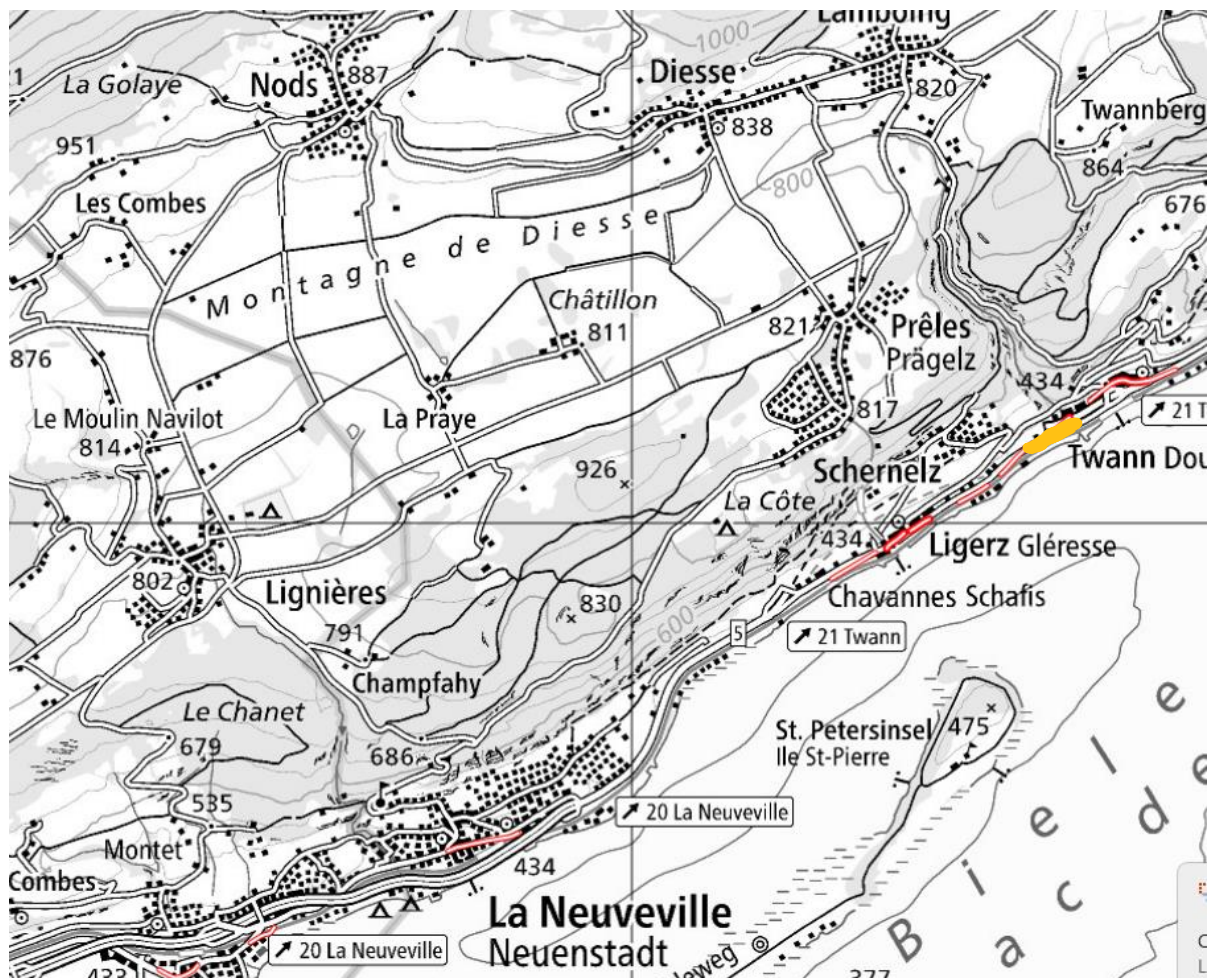 Lamboing
1000
La Golaye
Nods
887
Diesse
820
838
Twannberg
864
951
800
Les Combes
676
Montagne de Diesse
Châtillon
811
821
Prêles
Prägelz
876
434
Le Moulin Navilot
814
La Praye
817
21 T
Twann Dou
926
Schernelz
La Côte
434
Ligerz Gléresse
802
Lignières
830
Chavannes Schafis
600
791
5
21 Twann
Champfahy
Le Chanet
679
686
St. Petersinsel
Ile St-Pierre
475
535
20 La Neuveville
Montet
434
Combes
La Neuveville
Neuenstadt
20 La Neuveville
433
377
Biele
ac de